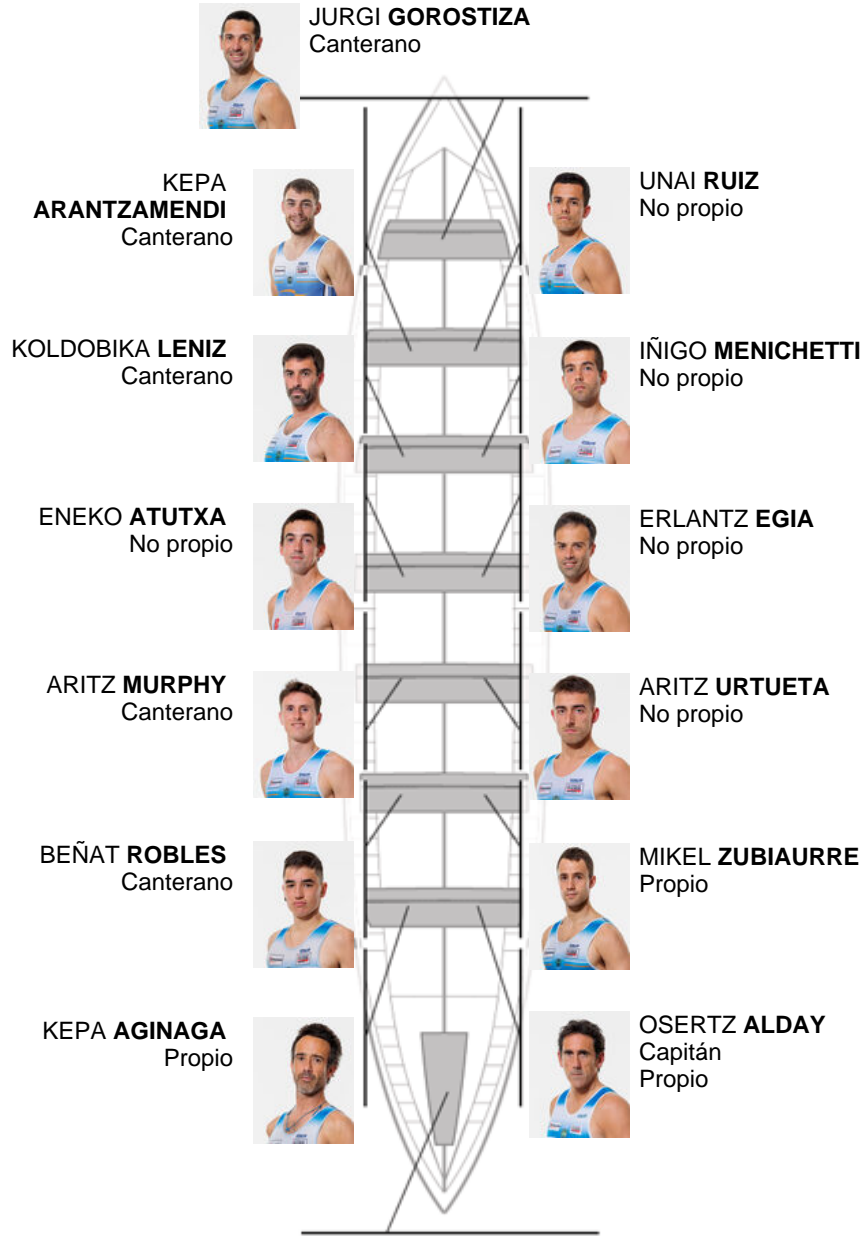 JURGI GOROSTIZA
Canterano
KEPA
ARANTZAMENDI
Canterano
UNAI RUIZ
No propio
KOLDOBIKA LENIZ
Canterano
IÑIGO MENICHETTI
No propio
ENEKO ATUTXA
No propio
ERLANTZ EGIA
No propio
ARITZ MURPHY
Canterano
ARITZ URTUETA
No propio
BEÑAT ROBLES
Canterano
MIKEL ZUBIAURRE
Propio
KEPA AGINAGA
Propio
OSERTZ ALDAY
Capitán
Propio